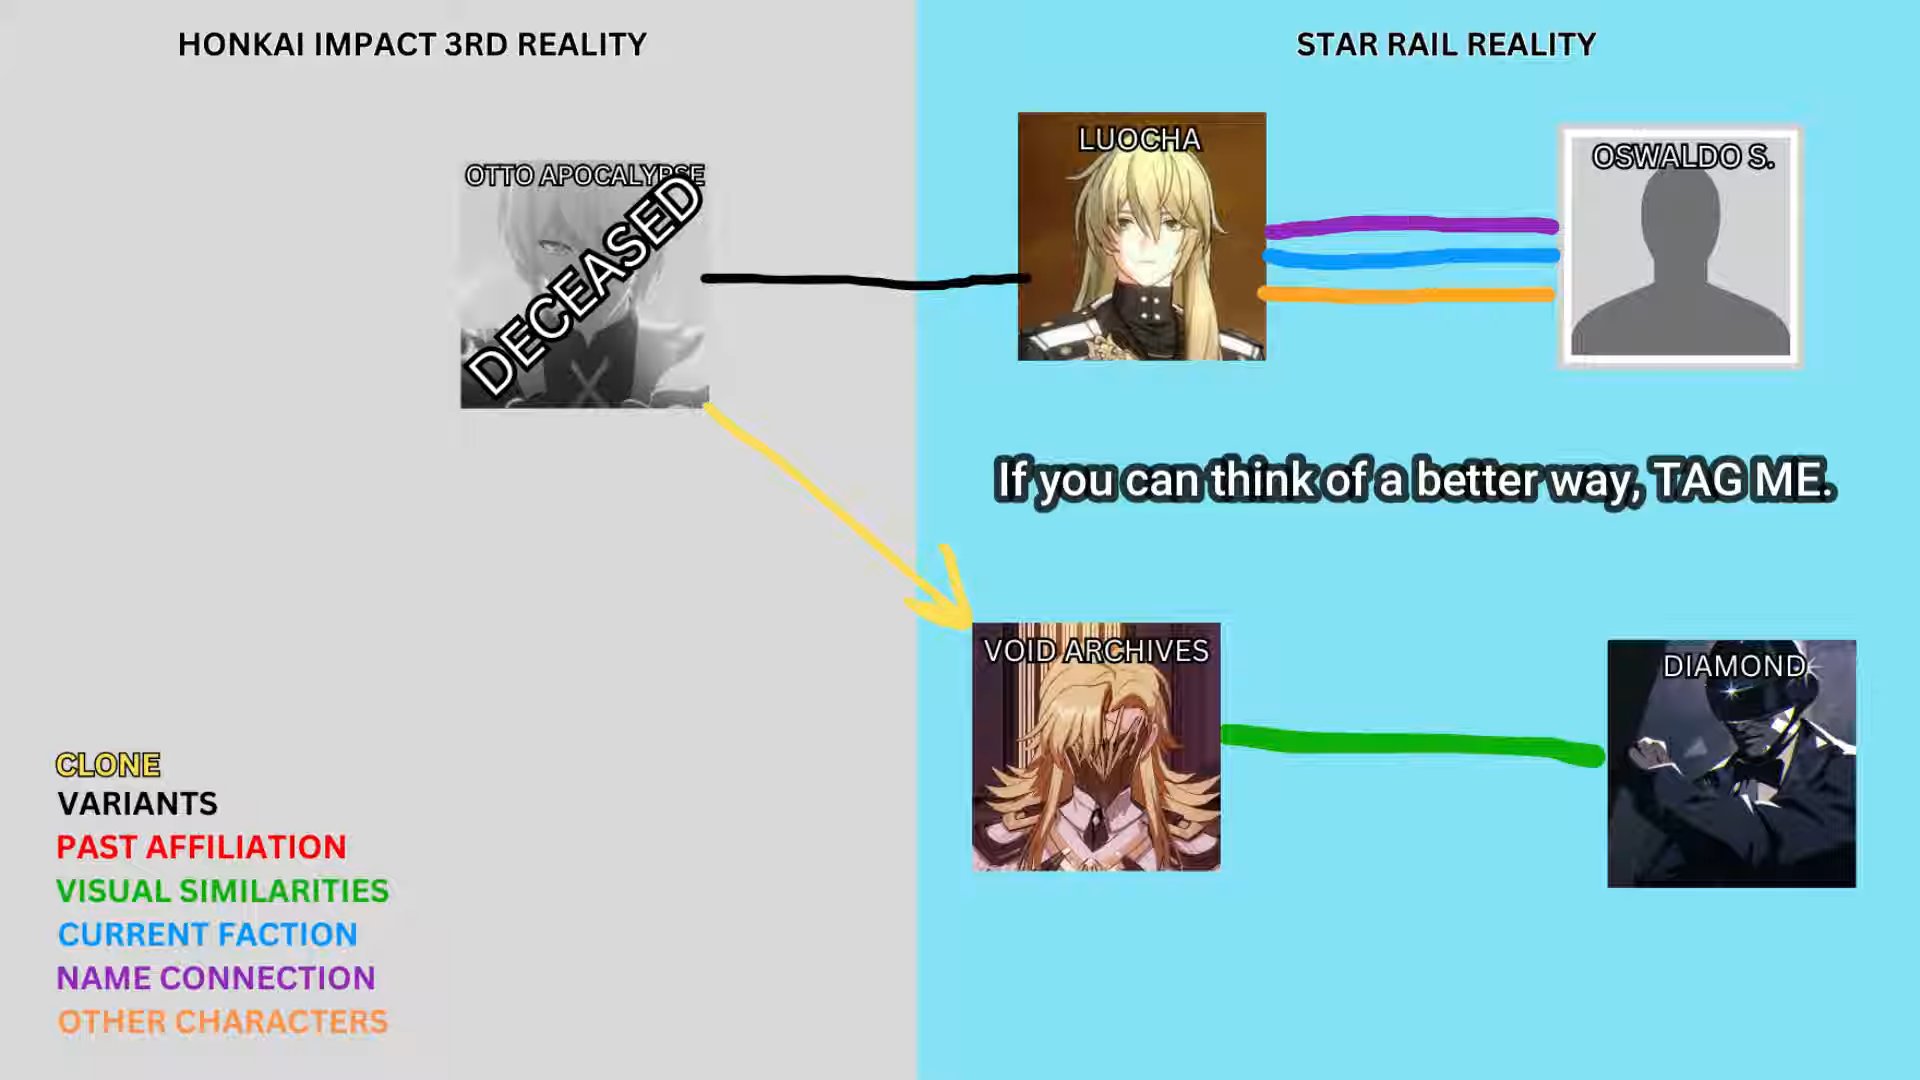 HONKAI IMPACT 3RD REALITY
STAR RAIL REALITY
OTTO APOCALYPSE
DECEASED
LUOCHA
OSWALDO S.
If you can think of a better way, TAG ME.
VOID ARCHIVES
DIAMOND
CLONE
VARIANTS
PAST AFFILIATION
VISUAL SIMILARITIES
CURRENT FACTION
NAME CONNECTION
OTHER CHARACTERS